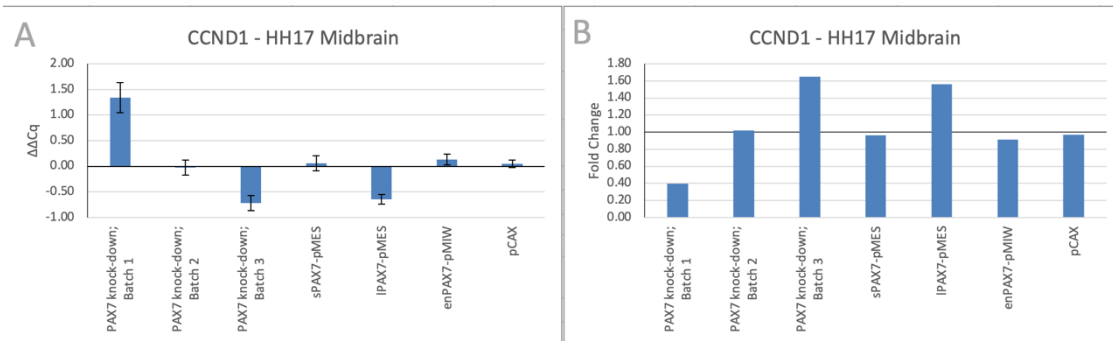 A
CCND1 - HH17 Midbrain
2.00
1.50
1.00
0.50
0.00
-0.50
-1.00
ΔΔCq
PAX7 knock-down;
Batch 1
PAX7 knock-down;
Batch 2
PAX7 knock-down;
Batch 3
sPAX7-pMES
lPAX7-pMES
enPAX7-pMIW
pCAX
B
CCND1 - HH17 Midbrain
1.80
1.60
1.40
1.20
1.00
0.80
0.60
0.40
0.20
0.00
Fold Change
PAX7 knock-down;
Batch 1
PAX7 knock-down;
Batch 2
PAX7 knock-down;
Batch 3
sPAX7-pMES
lPAX7-pMES
enPAX7-pMIW
pCAX